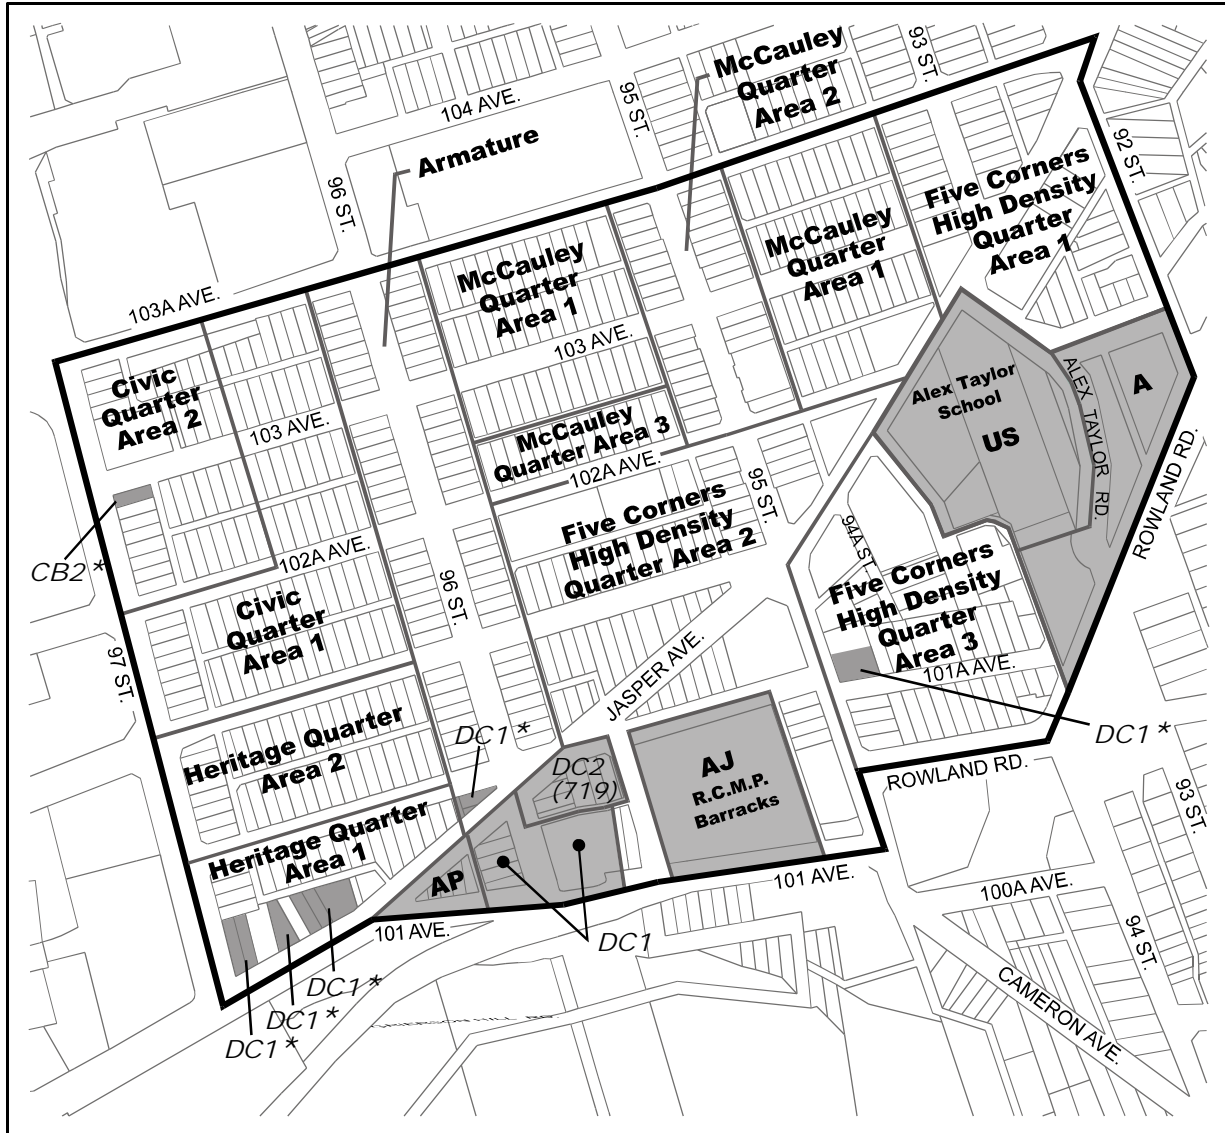 McCauley
Quarter
Area 2
93 ST.
104 AVE.
95 ST.
Armature
92 ST.
Five Corners
High Density
Quarter
Area 1
96 ST.
McCauley
Quarter
Area 1
McCauley
Quarter
Area 1
103A AVE.
103 AVE.
Civic
Quarter
Area 2
103 AVE.
Alex Taylor
School
US
ALEX TAYLOR RD.
A
McCauley
Quarter Area 3
102A AVE.
ROWLAND RD.
95 ST.
Five Corners
High Density
Quarter Area 2
94A ST.
CB2 *
102A AVE.
Civic
Quarter
Area 1
96 ST.
Five Corners
High Density
Quarter
Area 3
101A AVE.
97 ST.
JASPER AVE.
Heritage Quarter
Area 2
DC1 *
DC1 *
DC2
(719)
AJ
R.C.M.P.
Barracks
ROWLAND RD.
93 ST.
Heritage Quarter
Area 1
AP
101 AVE.
100A AVE.
101 AVE.
DC1
94 ST.
DC1 *
DC1 *
DC1 *
CAMERON AVE.